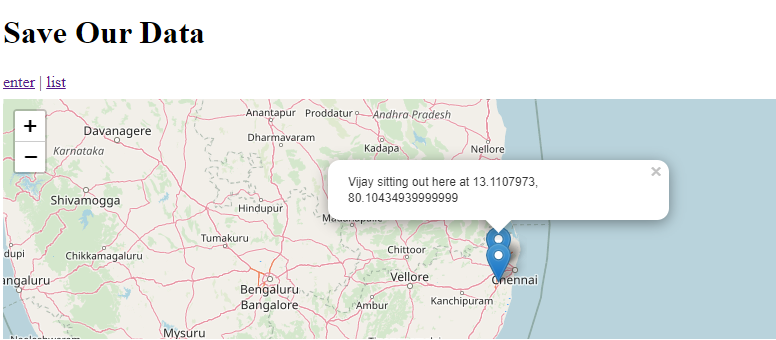 Save Our Data
enter | list
+
−
Anantapur
Proddatur
Andhra Pradesh
Davanagere
Dharmavaram
Karnataka
Kadapa
Nellore
Vijay sitting out here at 13.1107973,
80.10434939999999
×
Shivamogga
Hindupur
Tumakuru
Chikkamagaluru
Chittoor
Bengaluru
Bangalore
Vellore
Chennai
Ambur
Kanchipuram
Mysuru